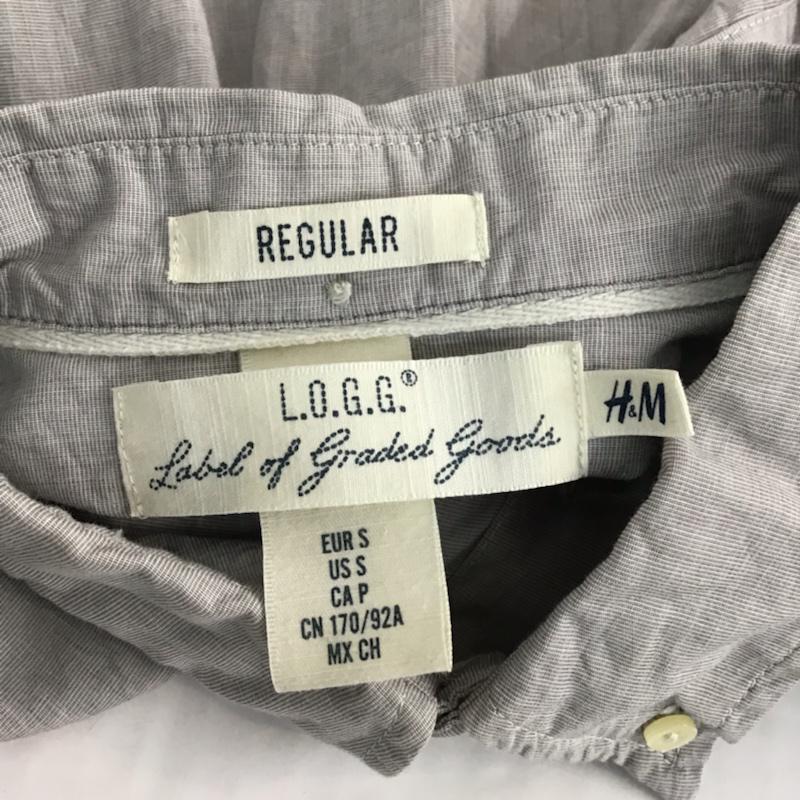 REGULAR
L.O.G.G.®
Label of Graded Goods
H&M
EUR S
US S
CA P
CN 170/92A
MX CH